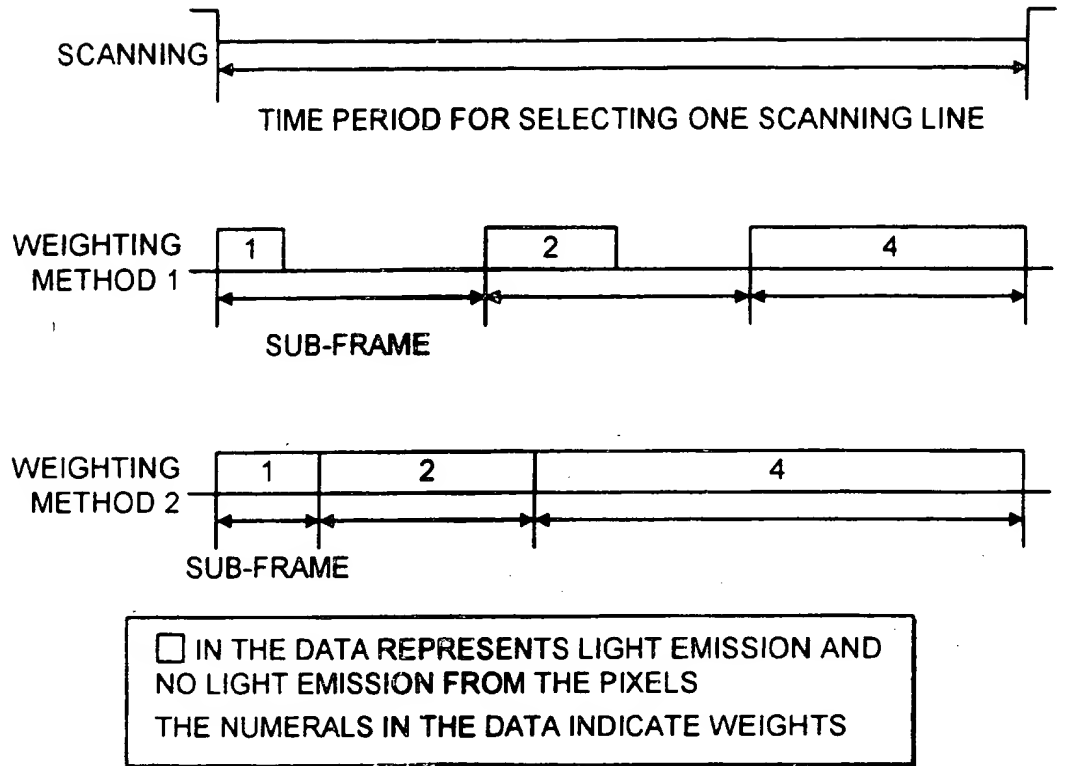 SCANNING
TIME PERIOD FOR SELECTING ONE SCANNING LINE
WEIGHTING
METHOD 1
1
2
4
SUB-FRAME
WEIGHTING
METHOD 2
1
2
4
SUB-FRAME
□ IN THE DATA REPRESENTS LIGHT EMISSION AND
NO LIGHT EMISSION FROM THE PIXELS
THE NUMERALS IN THE DATA INDICATE WEIGHTS